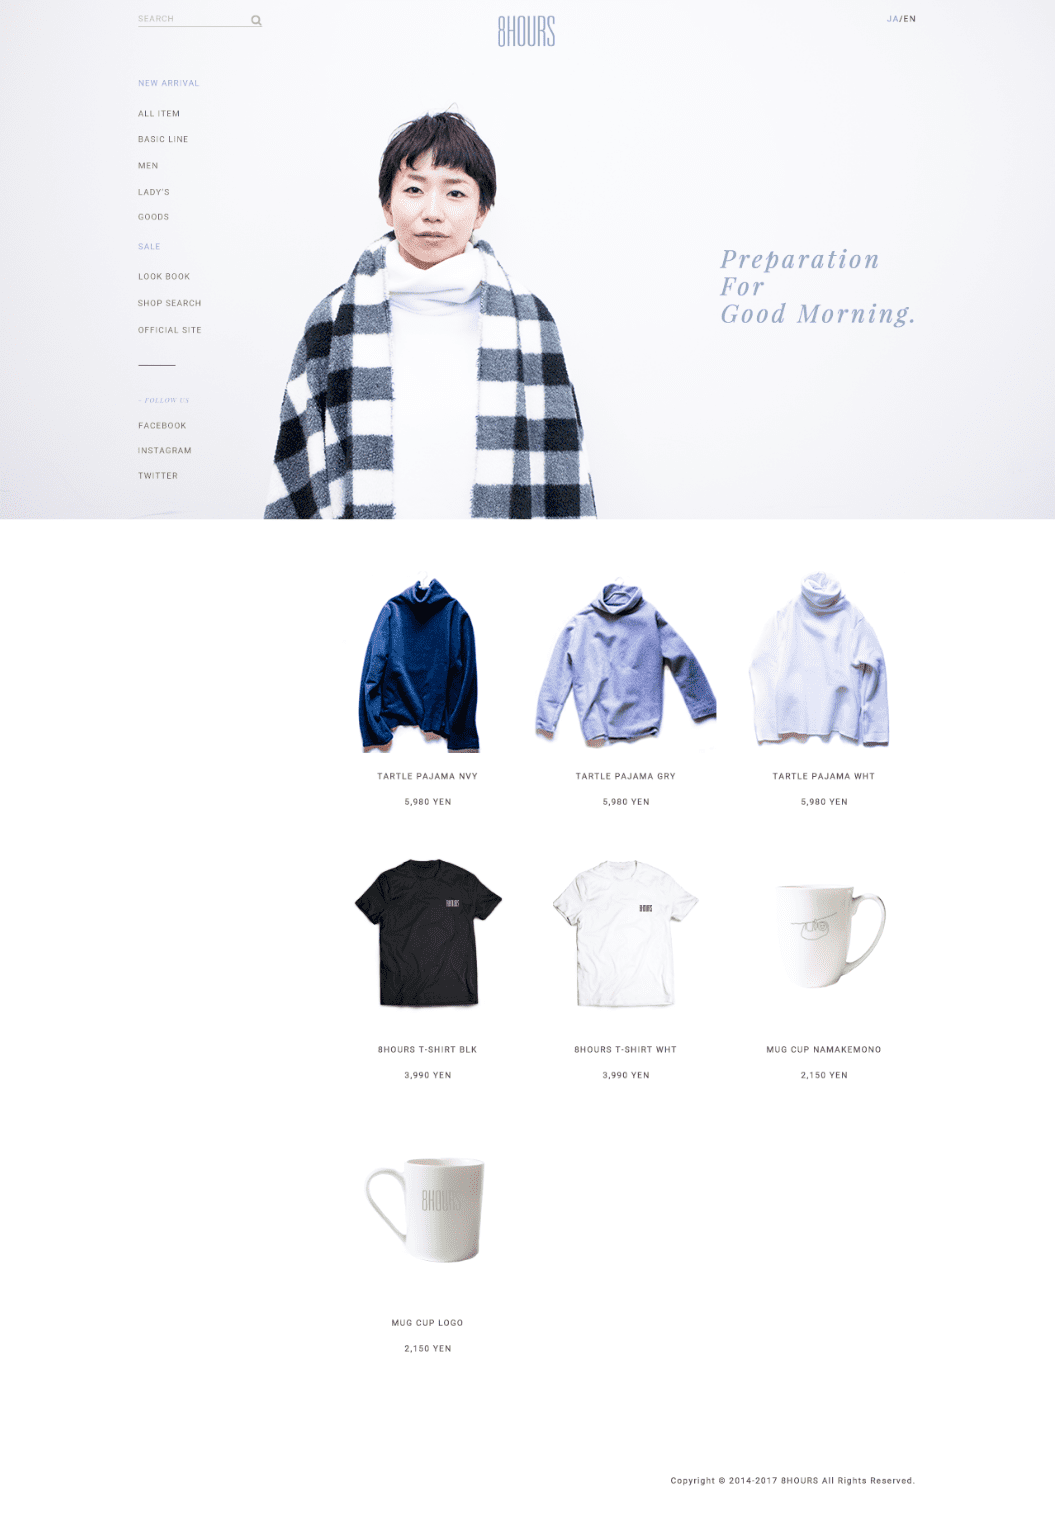 SEARCH
8HOURS
JA/EN
NEW ARRIVAL
ALL ITEM
BASIC LINE
MEN
LADY'S
GOODS
SALE
LOOK BOOK
SHOP SEARCH
OFFICIAL SITE
- FOLLOW US
FACEBOOK
INSTAGRAM
TWITTER
Preparation
For
Good Morning.
TARTLE PAJAMA NVY
5,980 YEN
TARTLE PAJAMA GRY
5,980 YEN
TARTLE PAJAMA WHT
5,980 YEN
8HOURS
8HOURS T-SHIRT BLK
3,990 YEN
8HOURS
8HOURS T-SHIRT WHT
3,990 YEN
MUG CUP NAMAKEMONO
2,150 YEN
8HOURS
MUG CUP LOGO
2,150 YEN
Copyright © 2014-2017 8HOURS All Rights Reserved.